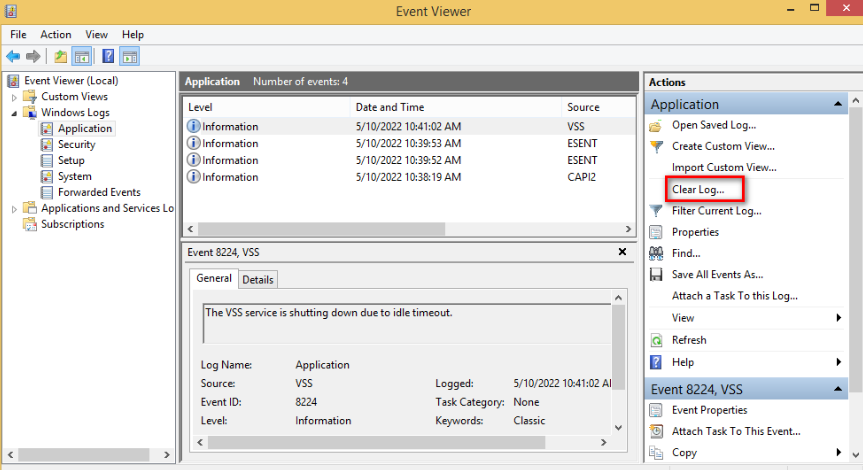 Event Viewer
File Action View Help
Event Viewer (Local)
Custom Views
Windows Logs
Application
Security
Setup
System
Forwarded Events
Applications and Services Lo
Subscriptions
Application Number of events: 4
Level Date and Time Source
Information 5/10/2022 10:41:02 AM VSS
Information 5/10/2022 10:39:53 AM ESENT
Information 5/10/2022 10:39:52 AM ESENT
Information 5/10/2022 10:38:19 AM CAPI2
Event 8224, VSS
General Details
The VSS service is shutting down due to idle timeout.
Log Name: Application
Source: VSS Logged: 5/10/2022 10:41:02 AM
Event ID: 8224 Task Category: None
Level: Information Keywords: Classic
Actions
Application
Open Saved Log...
Create Custom View...
Import Custom View...
Clear Log...
Filter Current Log...
Properties
Find...
Save All Events As...
Attach a Task To this Log...
View
Refresh
Help
Event 8224, VSS
Event Properties
Attach Task To This Event...
Copy